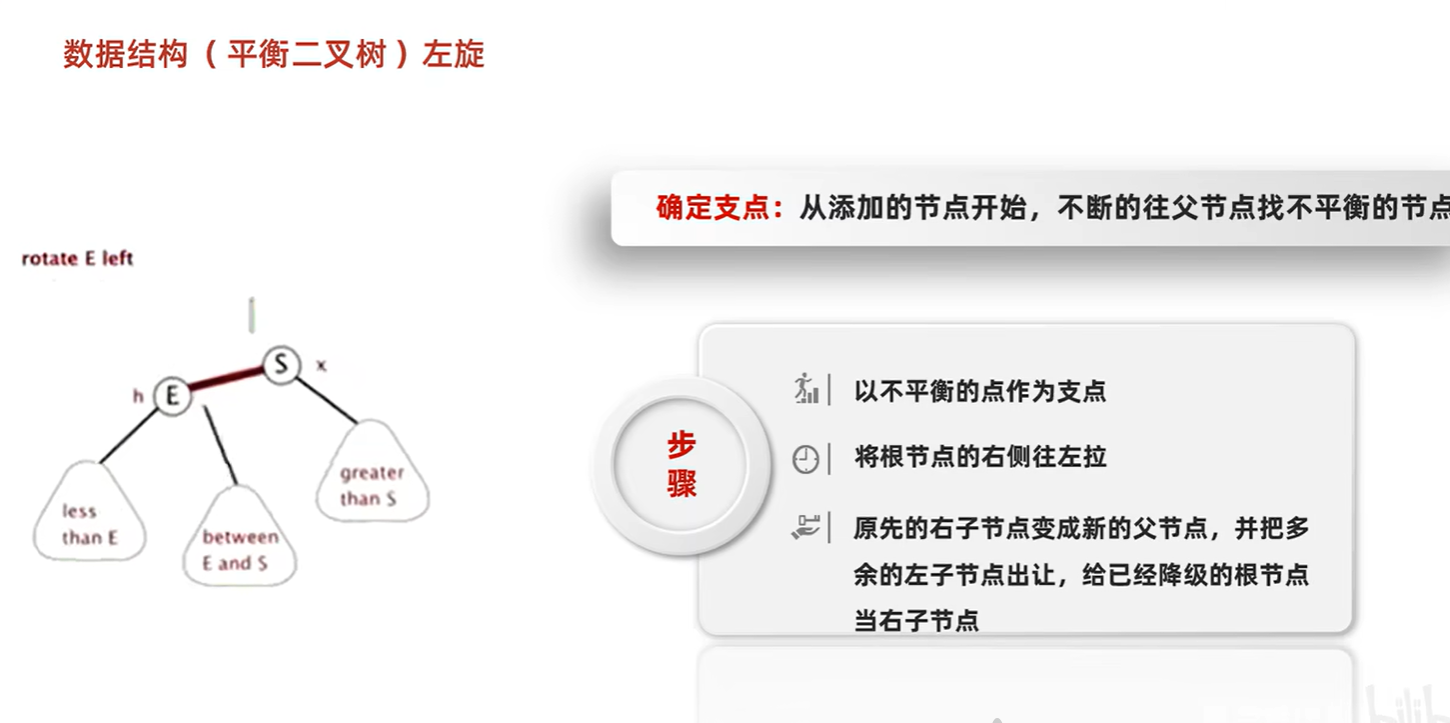 数据结构（平衡二叉树）左旋
确定支点：从添加的节点开始，不断的往父节点找不平衡的节点
rotate E left
S
x
h
E
less
than E
between
E and S
greater
than S
步
骤
以不平衡的点作为支点
将根节点的右侧往左拉
原先的右子节点变成新的父节点，并把多
余的左子节点出让，给已经降级的根节点
当右子节点